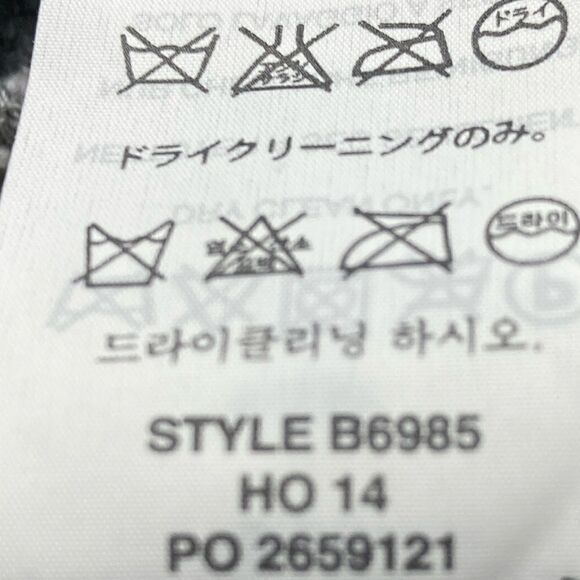 ドライ
ドライクリーニングのみ。
드라이
드라이클리닝 하시오.
STYLE B6985
HO 14
PO 2659121